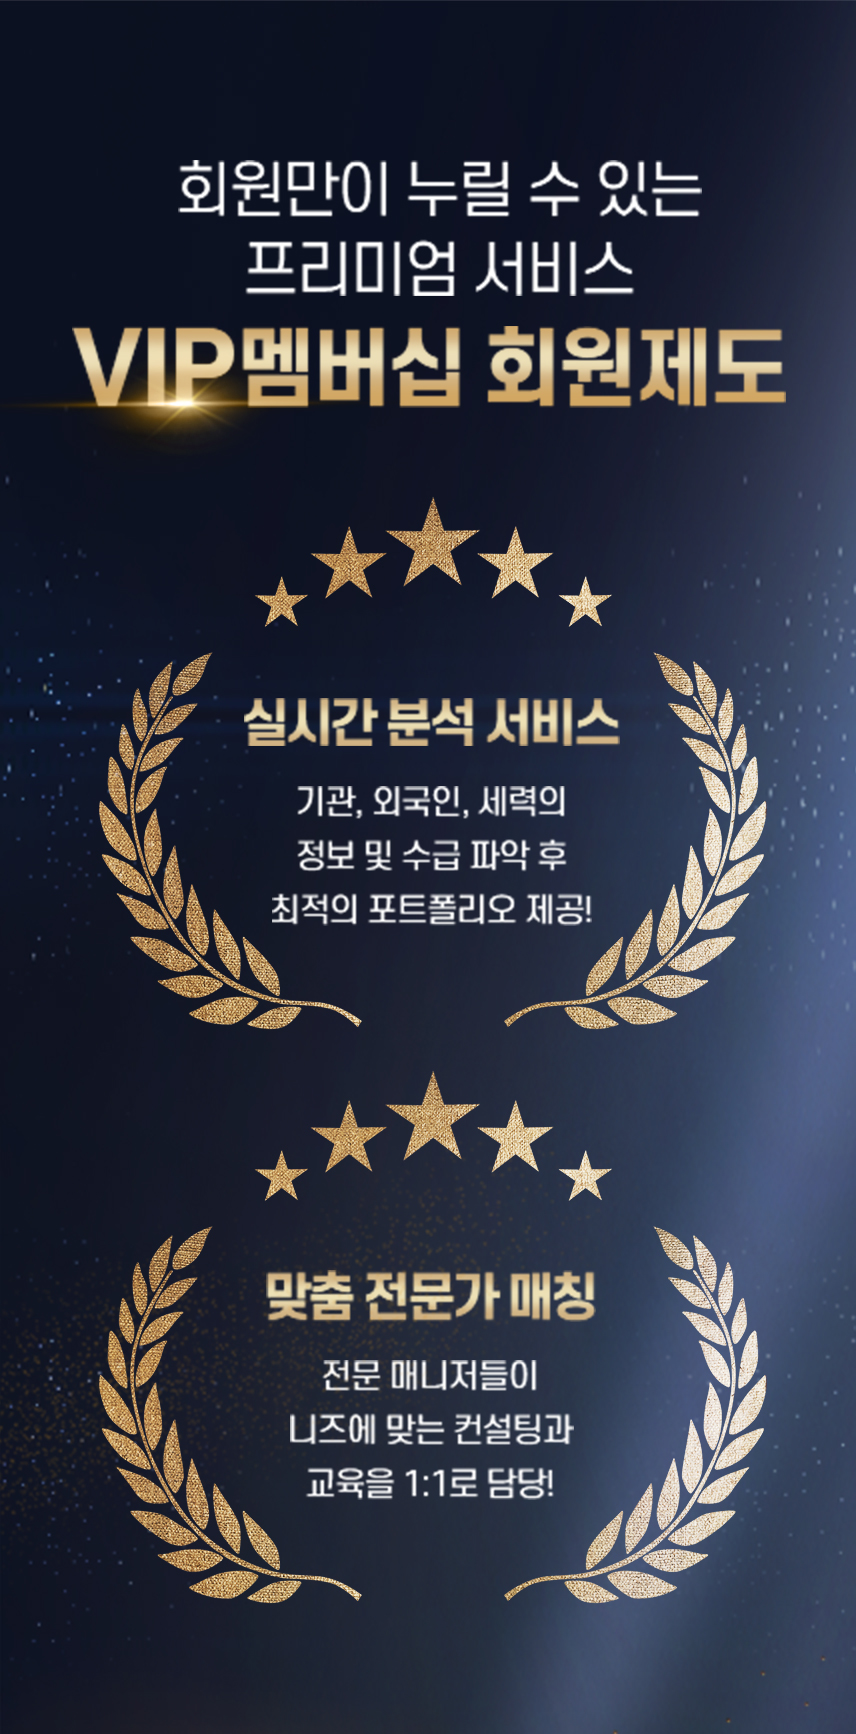 회원만이 누릴 수 있는
프리미엄 서비스
VIP멤버십 회원제도
실시간 분석 서비스
기관, 외국인, 세력의
정보 및 수급 파악 후
최적의 포트폴리오 제공!
맞춤 전문가 매칭
전문 매니저들이
니즈에 맞는 컨설팅과
교육을 1:1로 담당!